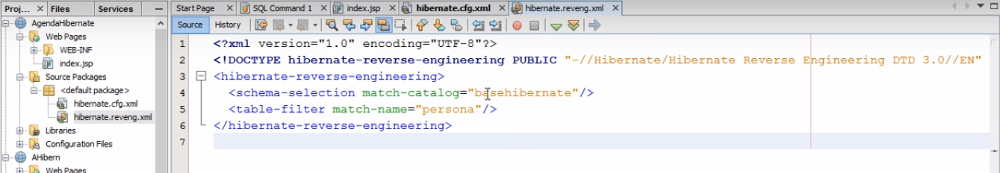 Proj... Files Services
AgendaHibernate
Web Pages
WEB-INF
index.jsp
Source Packages
<default package>
hibernate.cfg.xml
hibernate.reveng.xml
Libraries
Configuration Files
AHibern
Web Pages
Start Page SQL Command 1 index.jsp hibernate.cfg.xml hibernate.reveng.xml
Source History
1 <?xml version="1.0" encoding="UTF-8"?>
2 <!DOCTYPE hibernate-reverse-engineering PUBLIC "-//Hibernate/Hibernate Reverse Engineering DTD 3.0//EN"
3 <hibernate-reverse-engineering>
4 <schema-selection match-catalog="basehibernate"/>
5 <table-filter match-name="persona"/>
6 </hibernate-reverse-engineering>
7